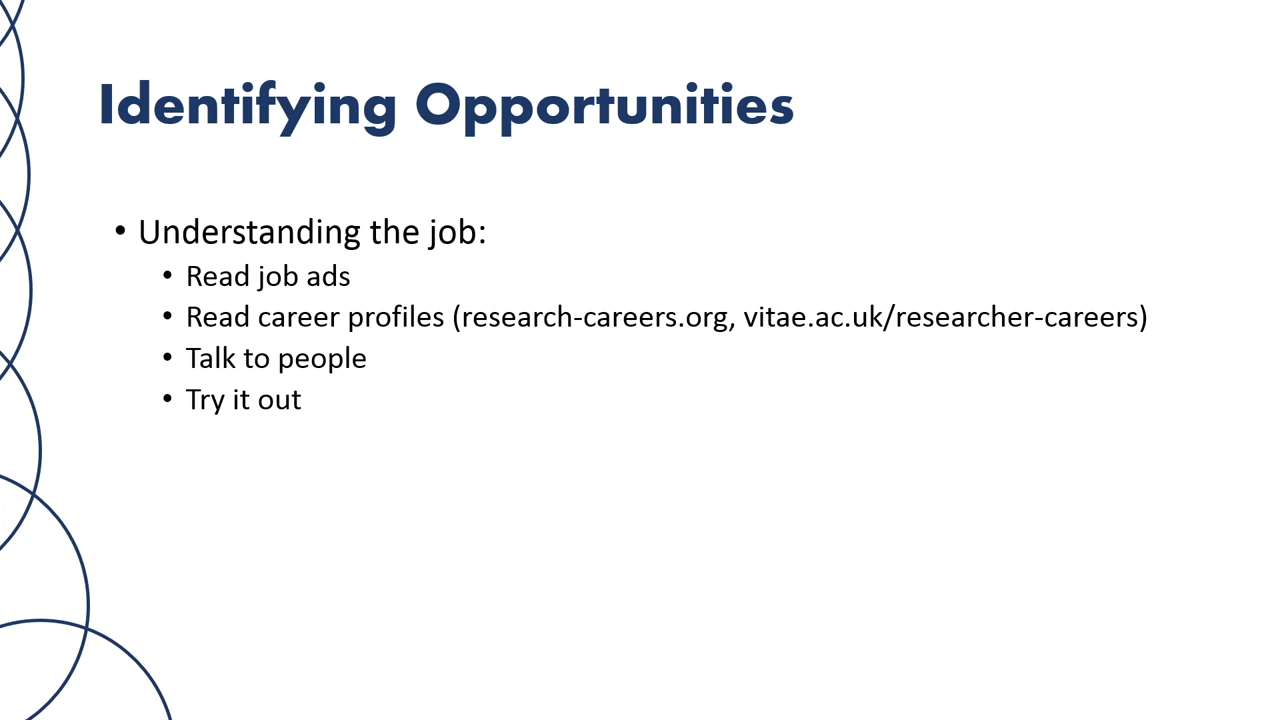 Identifying Opportunities
• Understanding the job:
• Read job ads
• Read career profiles (research-careers.org, vitae.ac.uk/researcher-careers)
• Talk to people
• Try it out